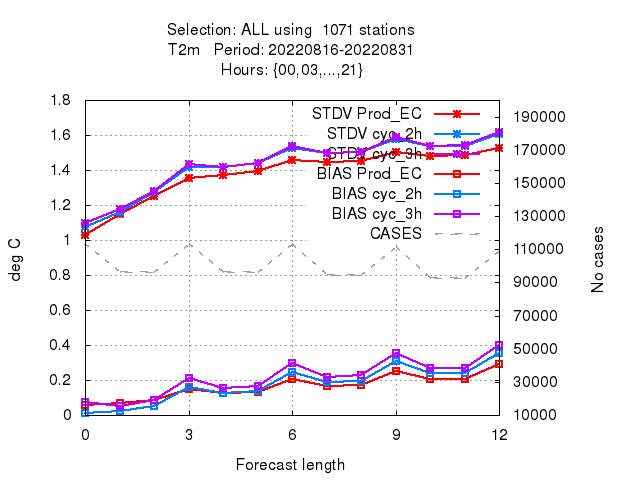 Selection: ALL using  1071 stations
T2m   Period: 20220816-20220831
Hours: {00,03,...,21}
STDV Prod_EC
STDV cyc_2h
STDV cyc_3h
BIAS Prod_EC
BIAS cyc_2h
BIAS cyc_3h
CASES
1.8
1.6
1.4
1.2
1
0.8
0.6
0.4
0.2
0
deg C
190000
170000
150000
130000
110000
90000
70000
50000
30000
10000
No cases
0
3
6
9
12
Forecast length